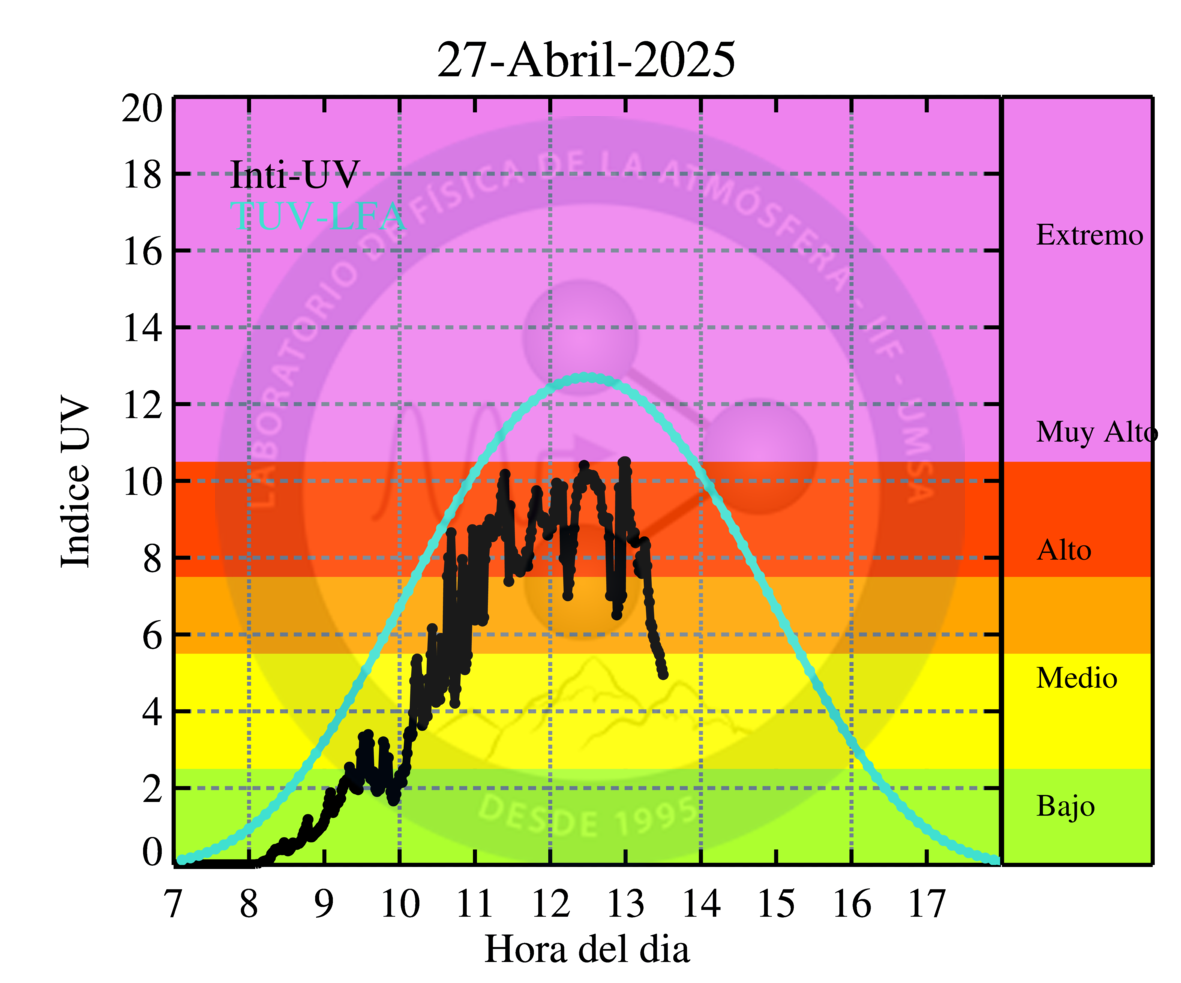 27-Abril-2025
20
18
16
14
12
10
8
6
4
2
0
Indice UV
Inti-UV
TUV-LFA
LABORATORIO DE FÍSICA DE LA ATMÓSFERA - IIF - UMSA
DESDE 1995
Extremo
Muy Alto
Alto
Medio
Bajo
7 8 9 10 11 12 13 14 15 16 17
Hora del dia